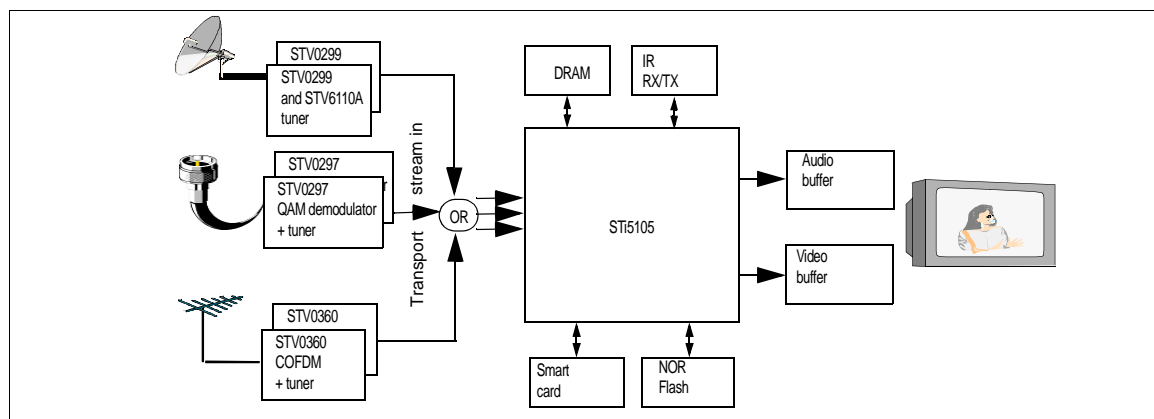 STV0299
STV0299
and STV6110A
tuner
STV0297
STV0297
QAM demodulator
+ tuner
STV0360
STV0360
COFDM
+ tuner
Transport stream in
OR
DRAM
IR
RX/TX
STi5105
Smart
card
NOR
Flash
Audio
buffer
Video
buffer